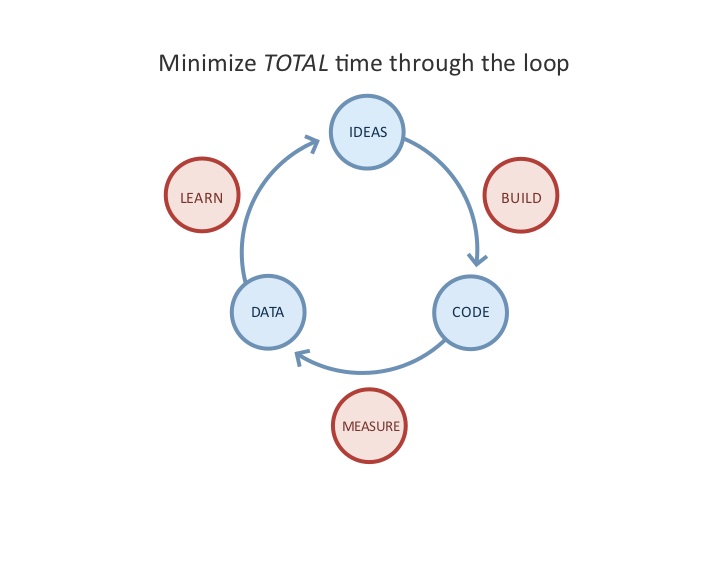 Minimize TOTAL time through the loop
IDEAS
LEARN
BUILD
DATA
CODE
MEASURE